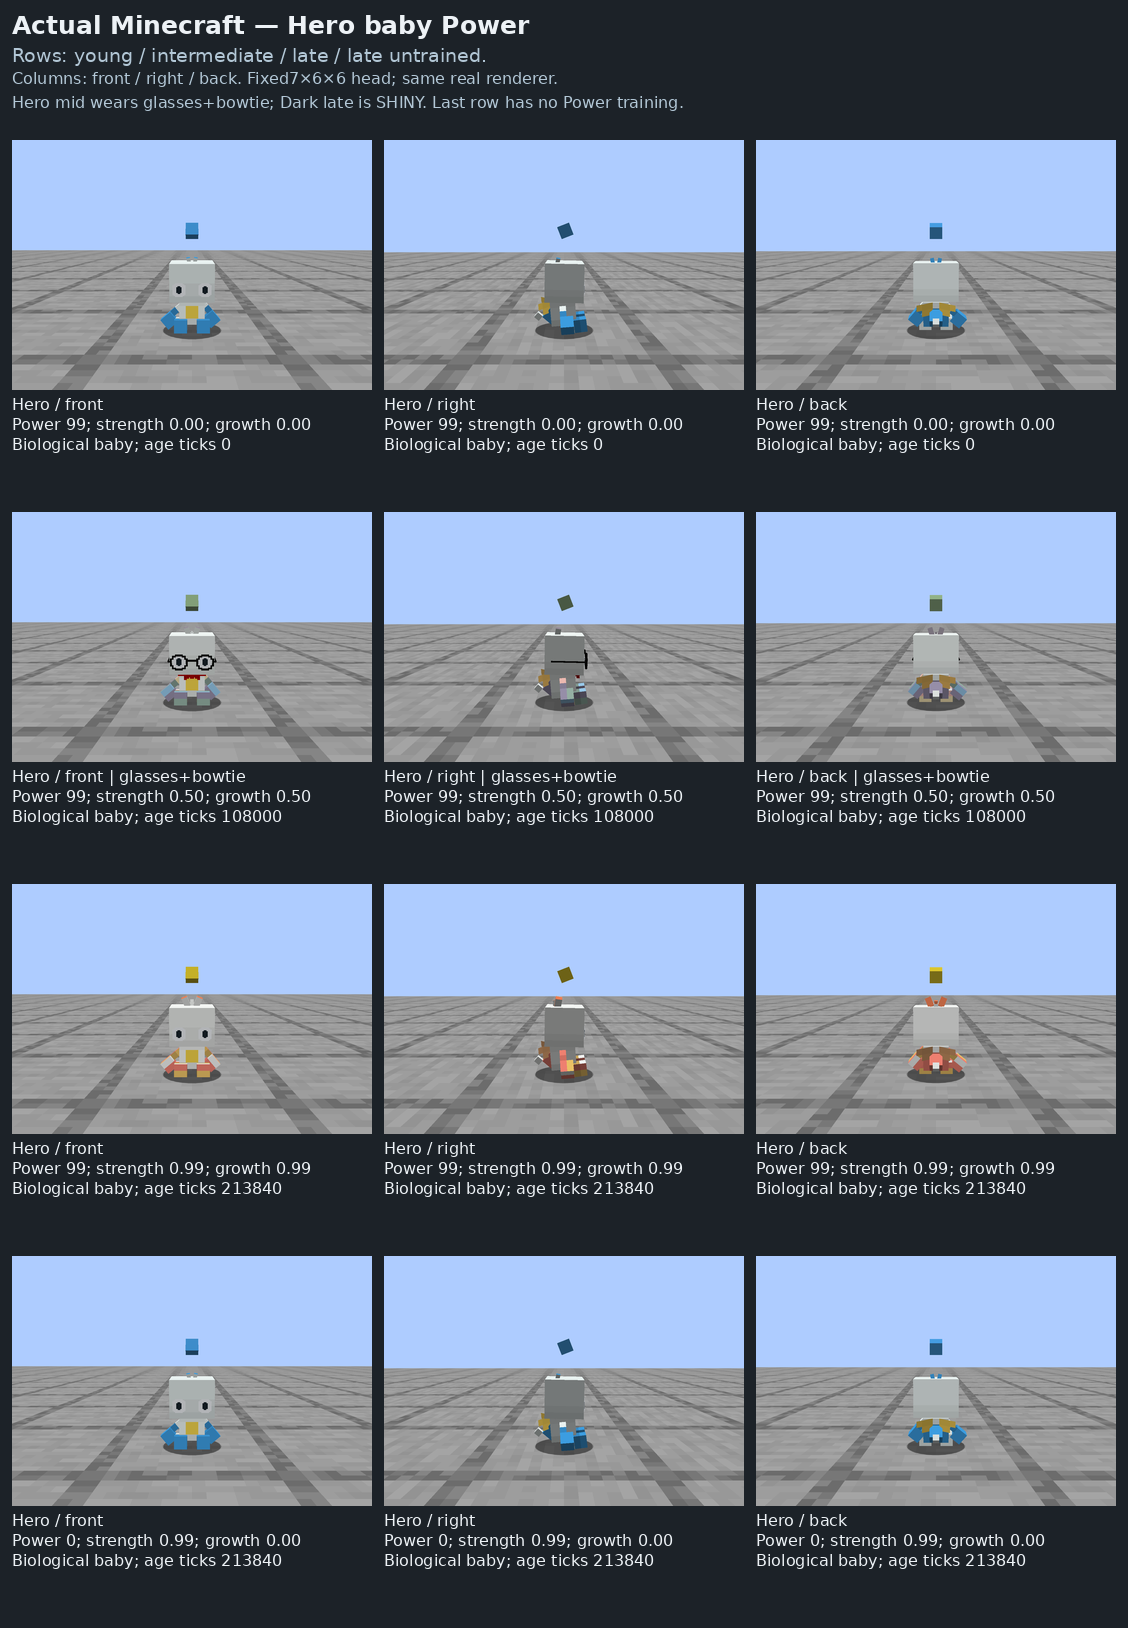 Actual Minecraft — Hero baby Power
Rows: young / intermediate / late / late untrained.
Columns: front / right / back. Fixed7×6×6 head; same real renderer.
Hero mid wears glasses+bowtie; Dark late is SHINY. Last row has no Power training.
Hero / front
Power 99; strength 0.00; growth 0.00
Biological baby; age ticks 0
Hero / right
Power 99; strength 0.00; growth 0.00
Biological baby; age ticks 0
Hero / back
Power 99; strength 0.00; growth 0.00
Biological baby; age ticks 0
Hero / front | glasses+bowtie
Power 99; strength 0.50; growth 0.50
Biological baby; age ticks 108000
Hero / right | glasses+bowtie
Power 99; strength 0.50; growth 0.50
Biological baby; age ticks 108000
Hero / back | glasses+bowtie
Power 99; strength 0.50; growth 0.50
Biological baby; age ticks 108000
Hero / front
Power 99; strength 0.99; growth 0.99
Biological baby; age ticks 213840
Hero / right
Power 99; strength 0.99; growth 0.99
Biological baby; age ticks 213840
Hero / back
Power 99; strength 0.99; growth 0.99
Biological baby; age ticks 213840
Hero / front
Power 0; strength 0.99; growth 0.00
Biological baby; age ticks 213840
Hero / right
Power 0; strength 0.99; growth 0.00
Biological baby; age ticks 213840
Hero / back
Power 0; strength 0.99; growth 0.00
Biological baby; age ticks 213840